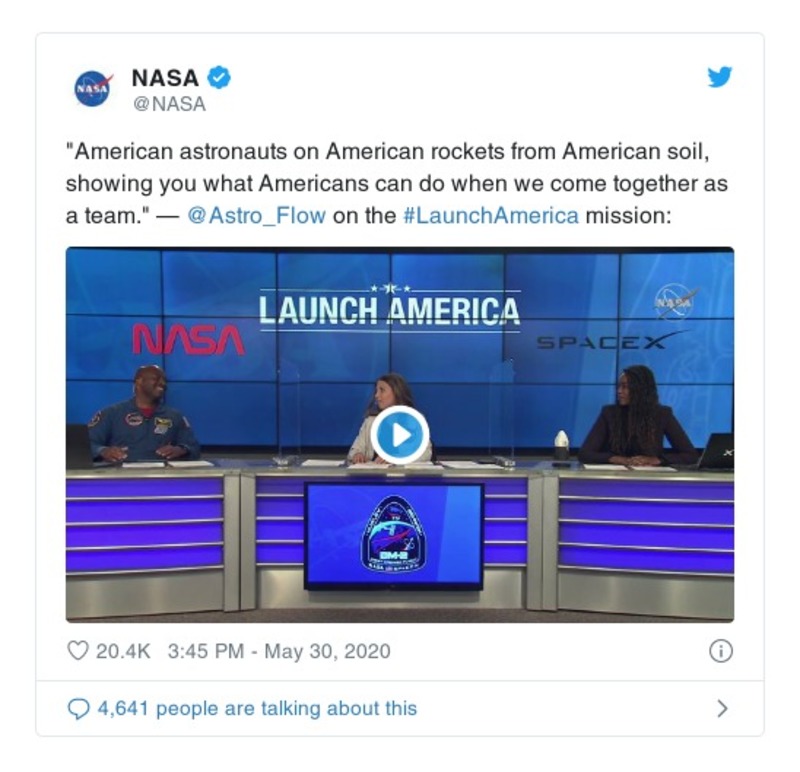 NASA
NASA
@NASA
"American astronauts on American rockets from American soil,
showing you what Americans can do when we come together as
a team." — @Astro_Flow on the #LaunchAmerica mission:
LAUNCH AMERICA
NASA
NASA
SPACEX
X
DM-2
20.4K 3:45 PM - May 30, 2020
4,641 people are talking about this